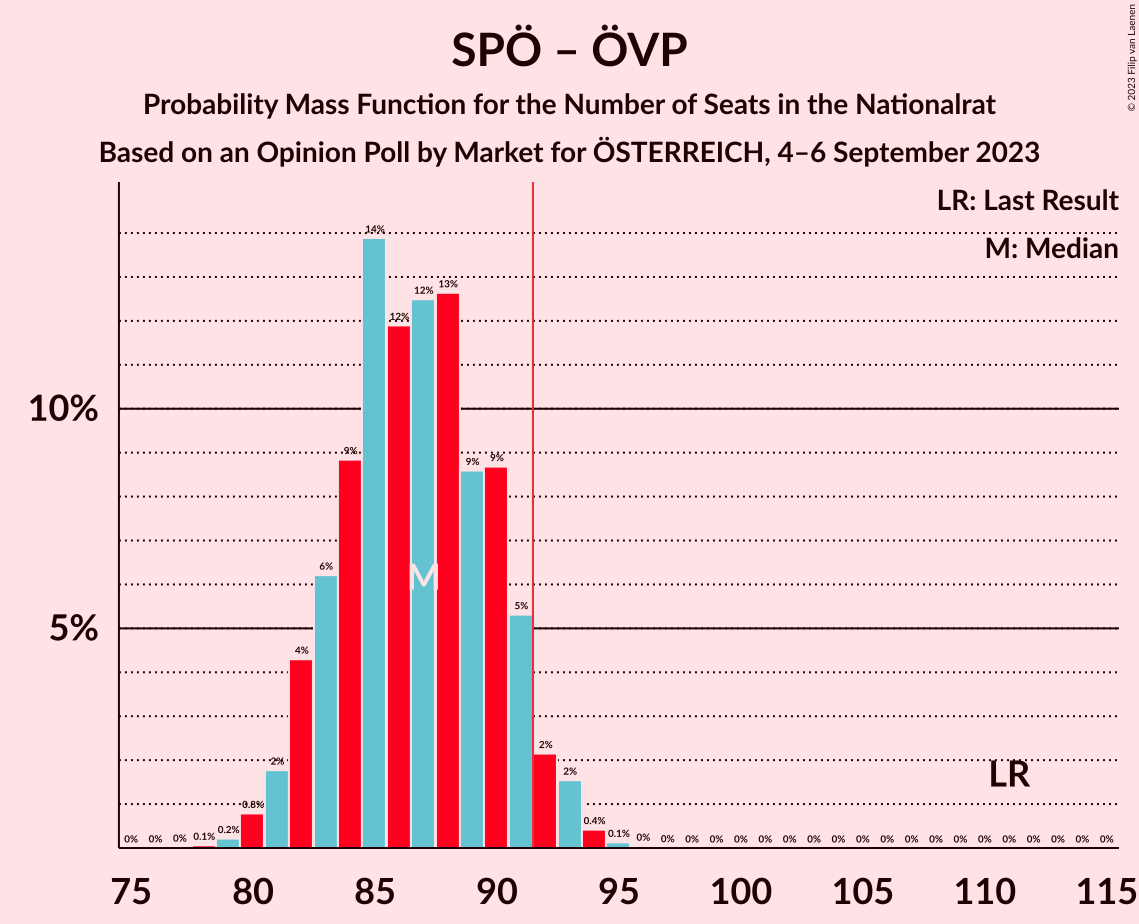 SPÖ – ÖVP
Probability Mass Function for the Number of Seats in the Nationalrat
Based on an Opinion Poll by Market for ÖSTERREICH, 4–6 September 2023
© 2023 Filip van Laenen
LR: Last Result
M: Median
10%
5%
0% 0% 0% 0.1% 0.2% 0.8% 2% 4% 6% 9% 14% 12% 12% 13% 9% 9% 5% 2% 2% 0.4% 0.1% 0% 0% 0% 0% 0% 0% 0% 0% 0% 0% 0% 0% 0% 0% 0% 0% 0% 0% 0% 0%
M
LR
75 80 85 90 95 100 105 110 115